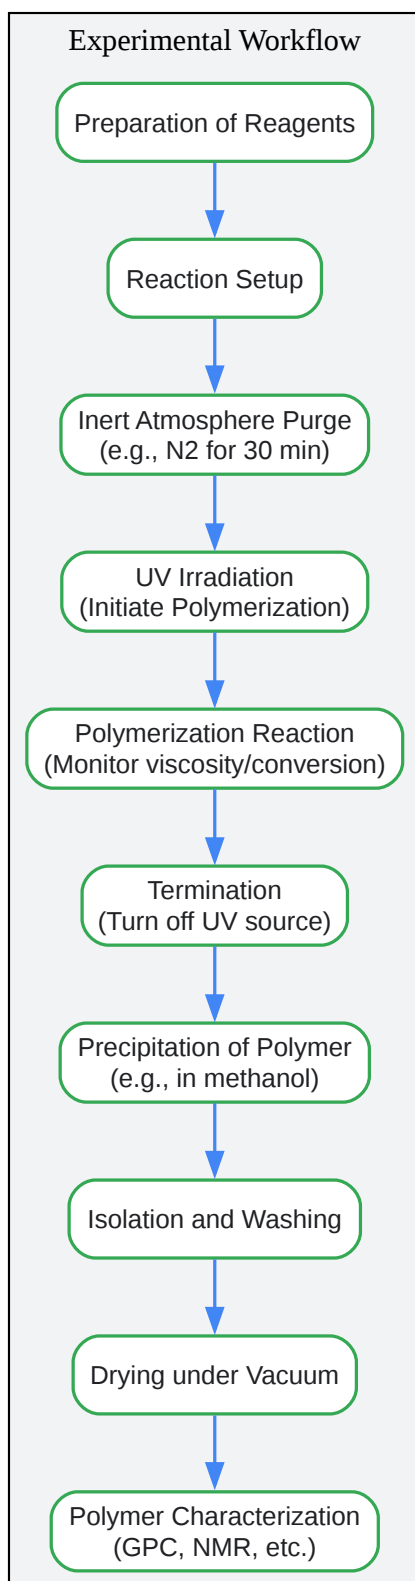 Experimental Workflow
Preparation of Reagents
Reaction Setup
Inert Atmosphere Purge
(e.g., N2 for 30 min)
UV Irradiation
(Initiate Polymerization)
Polymerization Reaction
(Monitor viscosity/conversion)
Termination
(Turn off UV source)
Precipitation of Polymer
(e.g., in methanol)
Isolation and Washing
Drying under Vacuum
Polymer Characterization
(GPC, NMR, etc.)